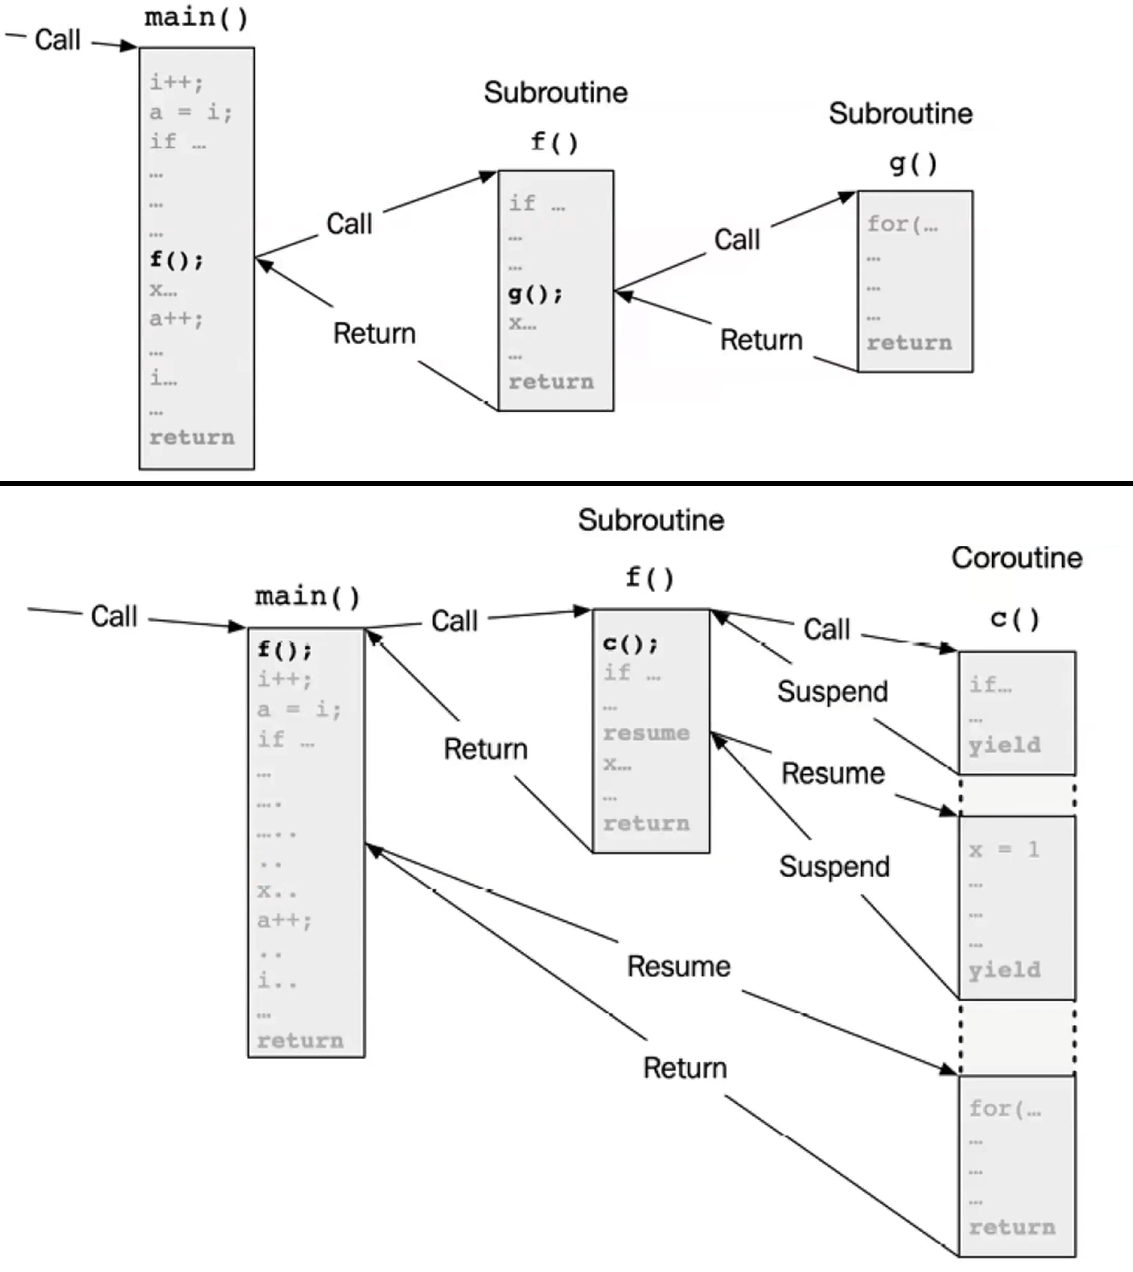 main()
Call
i++;
a = i;
if …
…
…
…
f();
x…
a++;
…
i…
…
return
Call
Return
Subroutine
f()
if …
…
…
g();
x…
…
return
Call
Return
Subroutine
g()
for(…
…
…
…
return
Call
main()
f();
i++;
a = i;
if …
…
….
…..
..
x..
a++;
..
i..
…
return
Call
Return
Subroutine
f()
c();
if …
…
resume
x…
…
return
Call
Suspend
Resume
Suspend
Resume
Return
Coroutine
c()
if…
…
yield
x = 1
…
…
…
yield
for(…
…
…
…
return